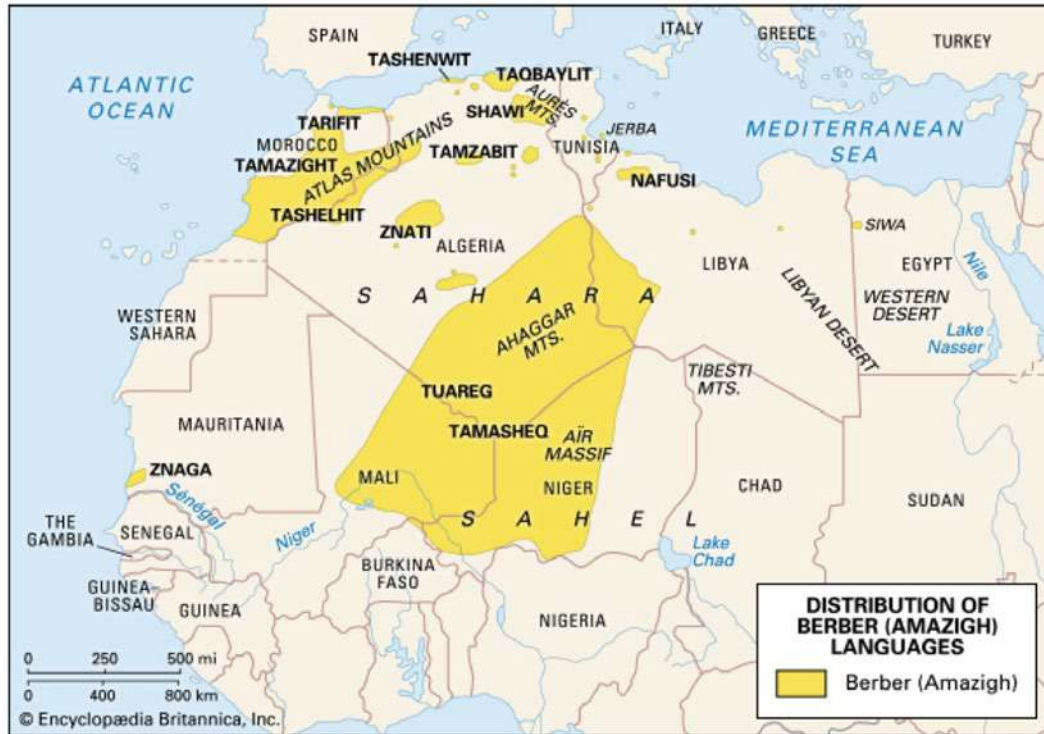 SPAIN
ITALY
GREECE
TURKEY
ATLANTIC
OCEAN
TASHENWIT
TAQBAYLIT
AURÈS
MTS.
SHAWI
TARIFIT
MOROCCO
ATLAS MOUNTAINS
TAMAZIGHT
TAMZABIT
TUNISIA
JERBA
MEDITERRANEAN
SEA
NAFUSI
TASHELHIT
ZNATI
ALGERIA
LIBYA
SIWA
EGYPT
Nile
WESTERN
DESERT
Lake
Nasser
LIBYAN DESERT
SAHARA
WESTERN
SAHARA
AHAGGAR
MTS.
TIBESTI
MTS.
TUAREG
TAMASHEQ
AÏR
MASSIF
MAURITANIA
ZNAGA
MALI
NIGER
CHAD
SUDAN
SAHEL
Sénégal
THE
GAMBIA
SENEGAL
Niger
Lake
Chad
GUINEA-
BISSAU
GUINEA
BURKINA
FASO
NIGERIA
DISTRIBUTION OF
BERBER (AMAZIGH)
LANGUAGES
Berber (Amazigh)
0 250 500 mi
0 400 800 km
© Encyclopædia Britannica, Inc.